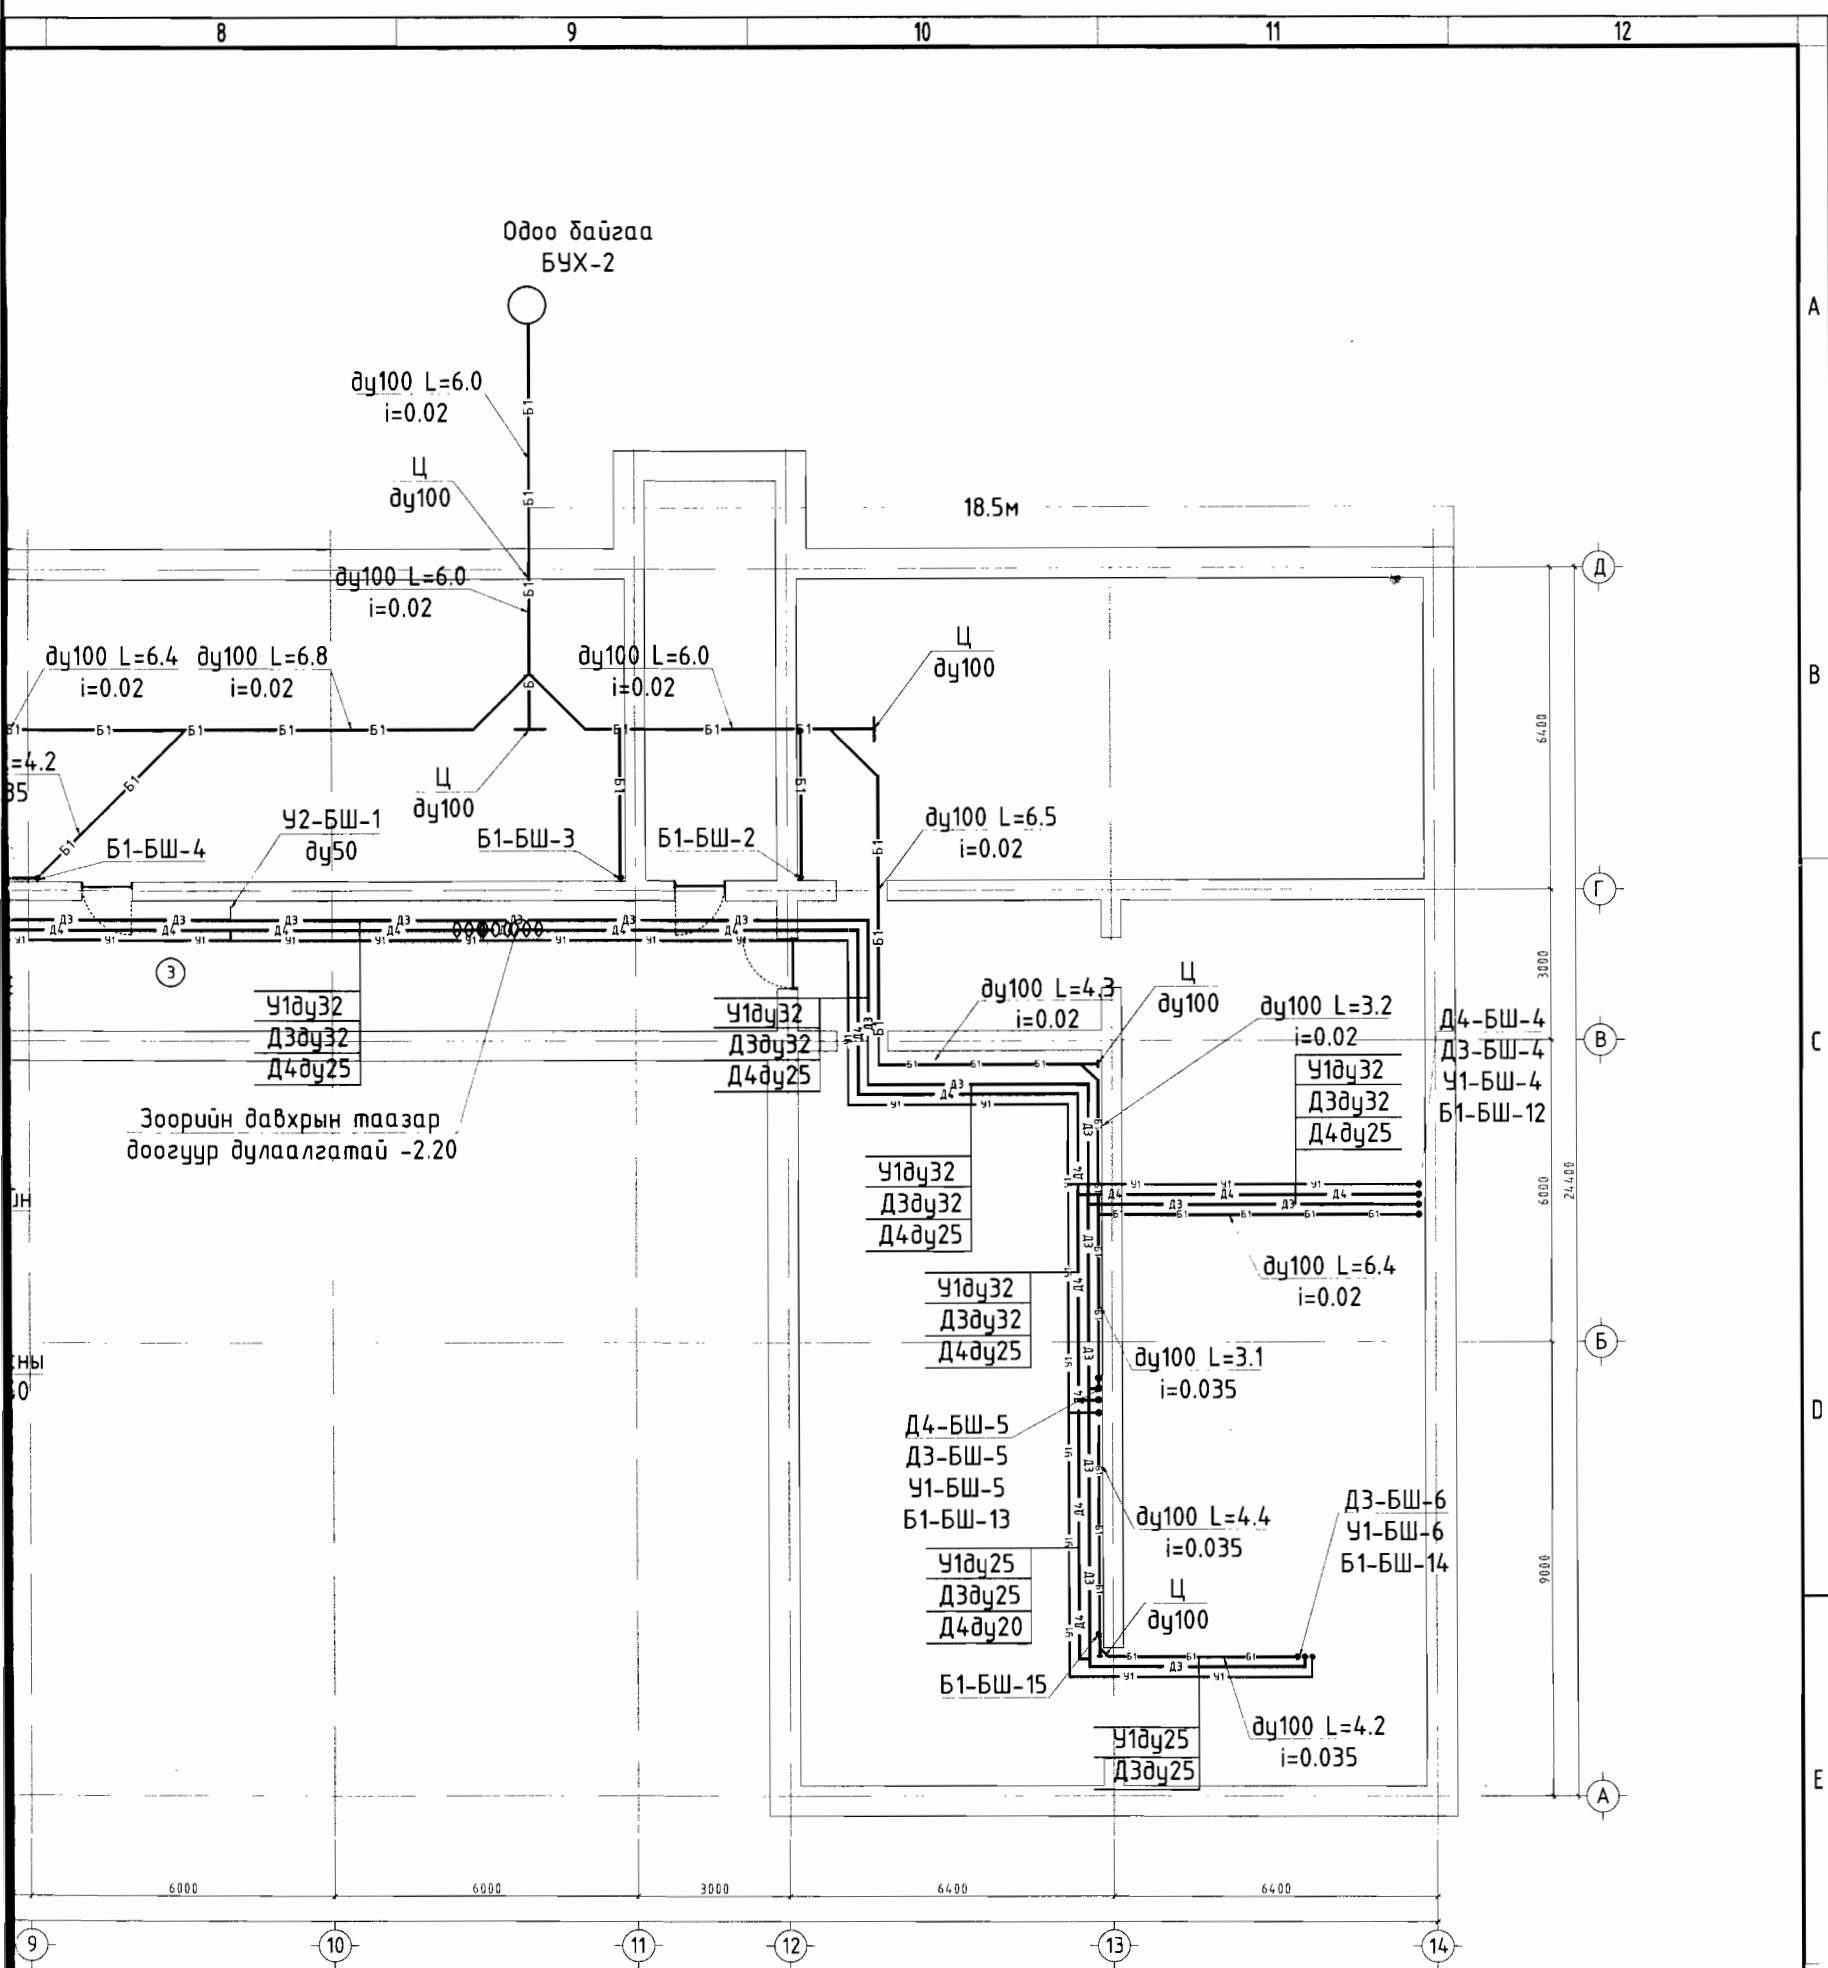 8
9
10
11
12
Одоо байгаа
БУХ-2
A
ду100 L=6.0
i=0.02
Ц
ду100
18.5м
ду100 L=6.0
i=0.02
Д
ду100 L=6.4
i=0.02
ду100 L=6.8
i=0.02
ду100 L=6.0
i=0.02
Ц
ду100
B
6400
Б1
=4.2
35
Ц
ду100
У2-БШ-1
ду50
Б1-БШ-4
Б1-БШ-3
Б1-БШ-2
ду100 L=6.5
i=0.02
Г
Д3
Д4
У1
3
3000
У1ду32
Д3ду32
Д4ду25
У1ду32
Д3ду32
Д4ду25
ду100 L=4.3
i=0.02
Ц
ду100
ду100 L=3.2
i=0.02
Д4-БШ-4
Д3-БШ-4
У1-БШ-4
Б1-БШ-12
В
C
У1ду32
Д3ду32
Д4ду25
Зоорийн давхрын таазар
доогуур дулаалгатай -2.20
У1ду32
Д3ду32
Д4ду25
6000
24400
ду100 L=6.4
i=0.02
У1ду32
Д3ду32
Д4ду25
Б
ду100 L=3.1
i=0.035
Д4-БШ-5
Д3-БШ-5
У1-БШ-5
Б1-БШ-13
D
ду100 L=4.4
i=0.035
Д3-БШ-6
У1-БШ-6
Б1-БШ-14
У1ду25
Д3ду25
Д4ду20
9000
Ц
ду100
Б1-БШ-15
У1ду25
Д3ду25
ду100 L=4.2
i=0.035
E
А
6000
6000
3000
6400
6400
9
10
11
12
13
14